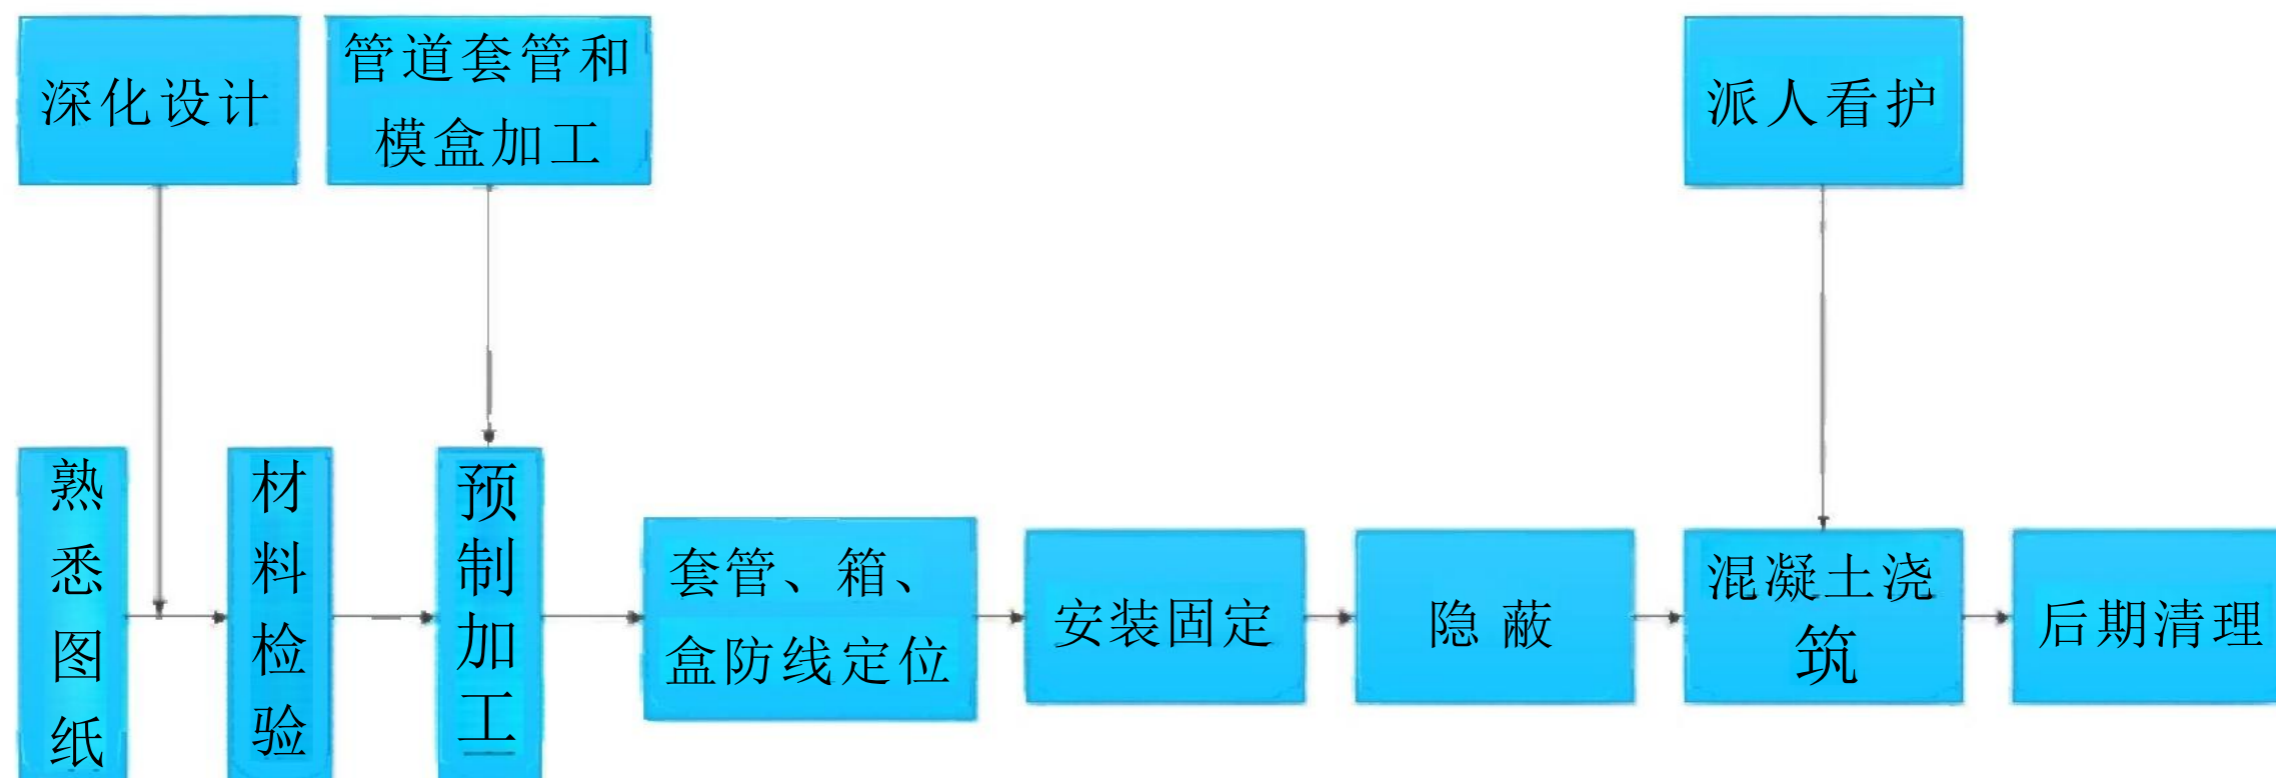 深化设计
管道套管和
模盒加工
派人看护
熟悉图纸
材料检验
预制加工
套管、箱、
盒防线定位
安装固定
隐蔽
混凝土浇
筑
后期清理